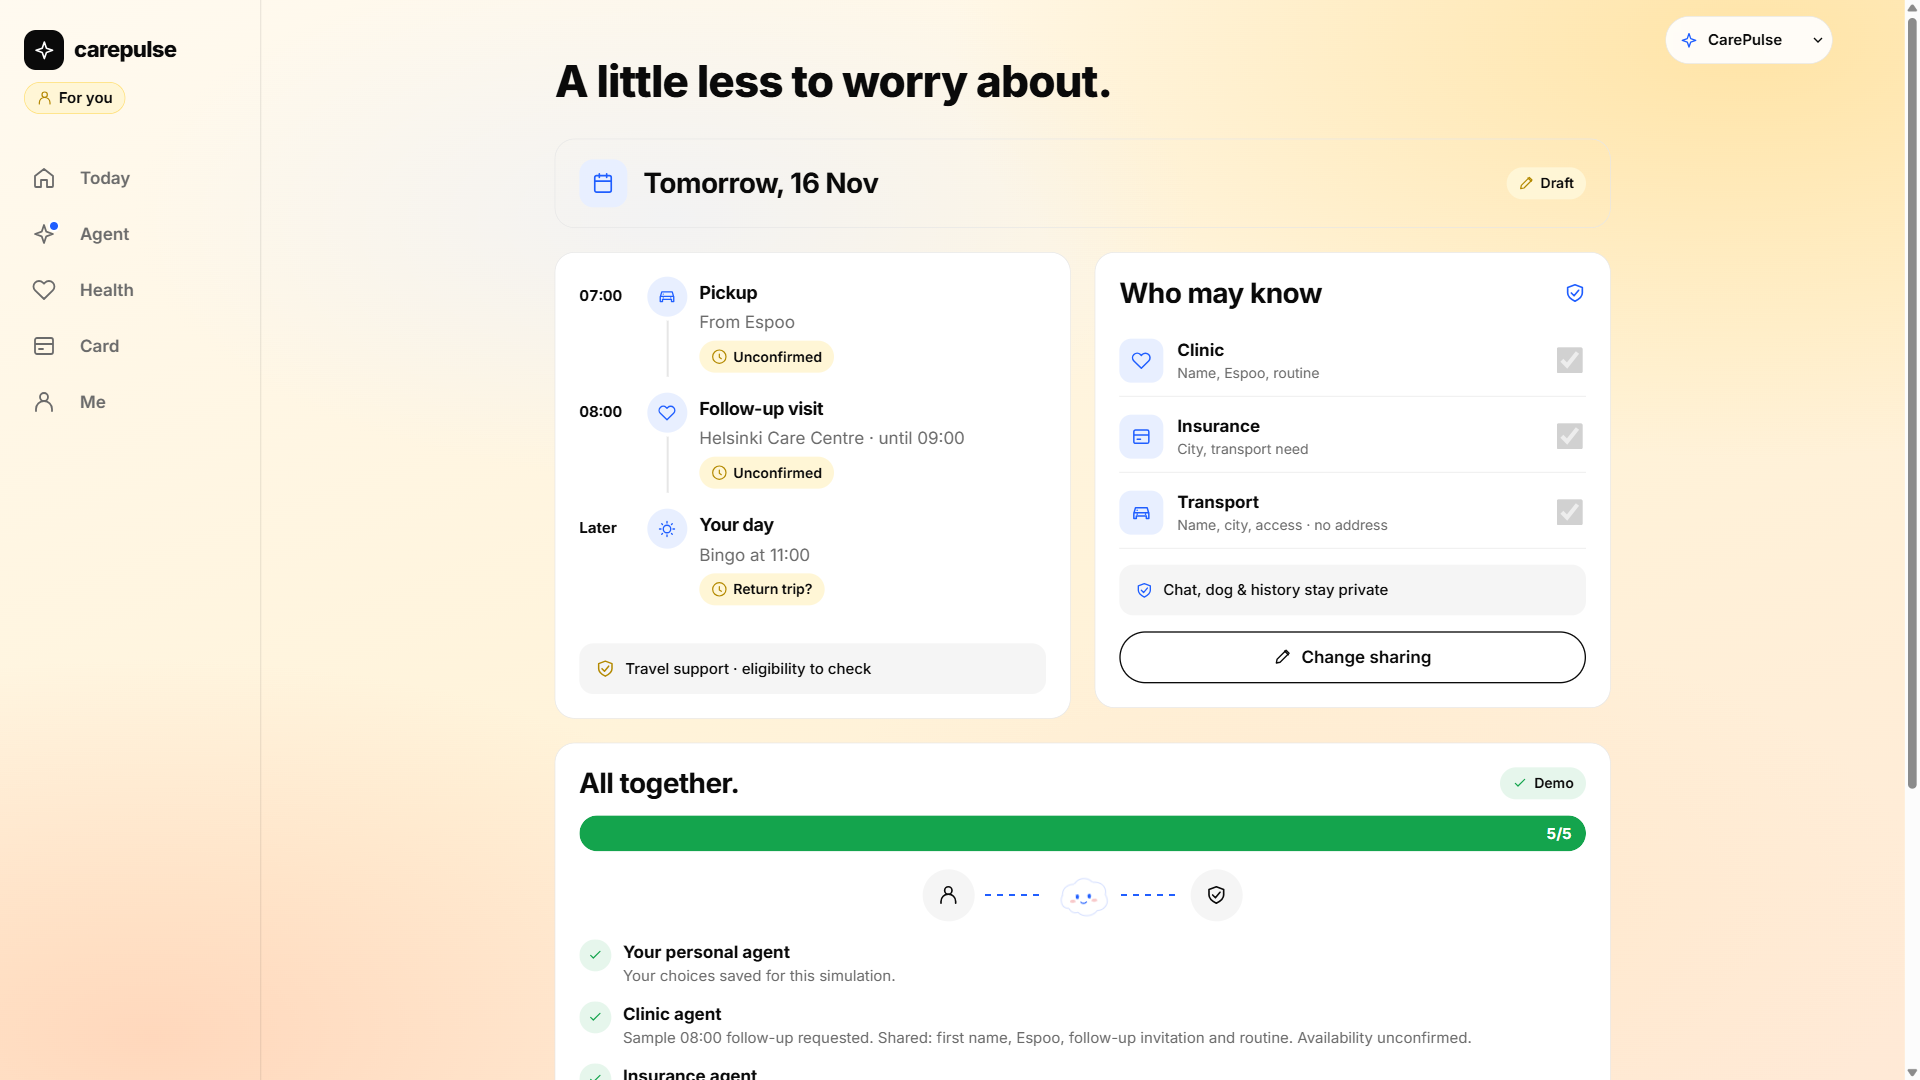 carepulse
For you
Today
Agent
Health
Card
Me
CarePulse
A little less to worry about.
Tomorrow, 16 Nov
Draft
07:00
Pickup
From Espoo
Unconfirmed
08:00
Follow-up visit
Helsinki Care Centre · until 09:00
Unconfirmed
Later
Your day
Bingo at 11:00
Return trip?
Travel support · eligibility to check
Who may know
Clinic
Name, Espoo, routine
Insurance
City, transport need
Transport
Name, city, access · no address
Chat, dog & history stay private
Change sharing
All together.
Demo
5/5
Your personal agent
Your choices saved for this simulation.
Clinic agent
Sample 08:00 follow-up requested. Shared: first name, Espoo, follow-up invitation and routine. Availability unconfirmed.
Insurance agent